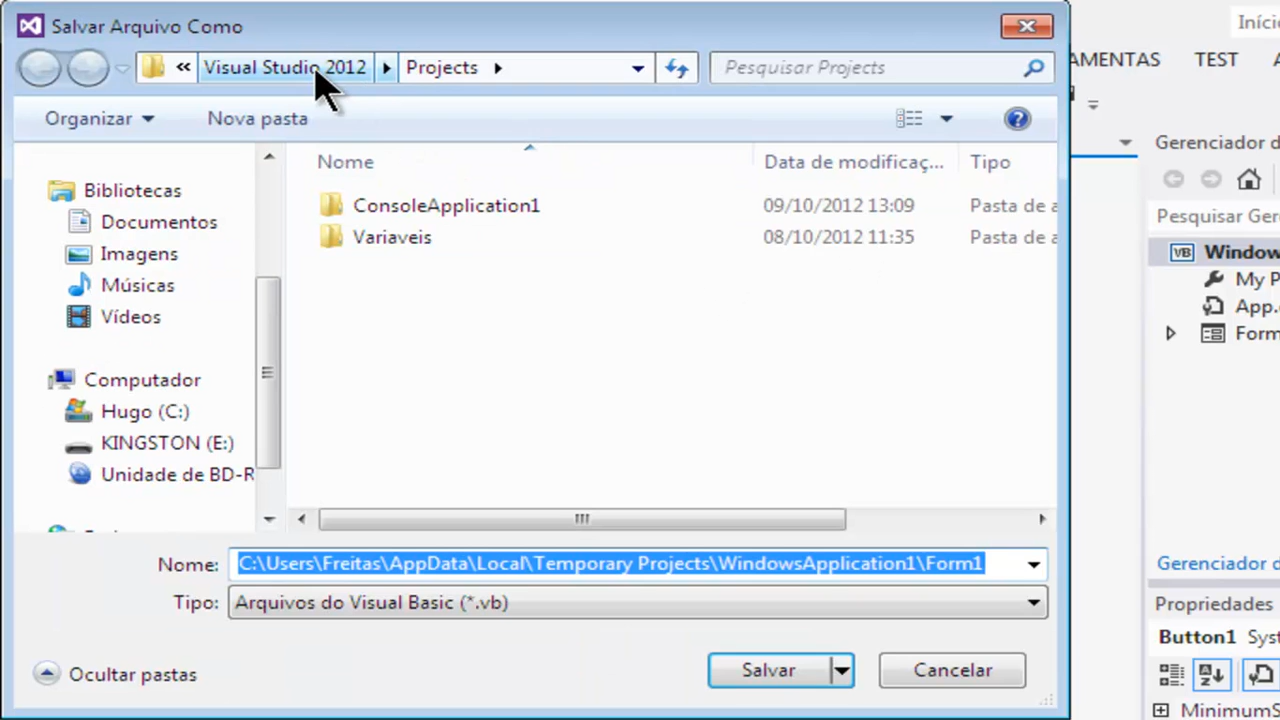 Salvar Arquivo Como
Iníci
« Visual Studio 2012 Projects
Pesquisar Projects
AMENTAS TEST
Organizar Nova pasta
Gerenciador d
Nome Data de modificaç... Tipo
Bibliotecas
Documentos
Imagens
Músicas
Vídeos
Computador
Hugo (C:)
KINGSTON (E:)
Unidade de BD-R
ConsoleApplication1 09/10/2012 13:09 Pasta de a
Variaveis 08/10/2012 11:35 Pasta de a
Pesquisar Ger
VB Window
My P
App.
Form
Nome: C:\Users\Freitas\AppData\Local\Temporary Projects\WindowsApplication1\Form1
Tipo: Arquivos do Visual Basic (*.vb)
Ocultar pastas
Salvar Cancelar
Gerenciador d
Propriedades
Button1 Syst
MinimumS